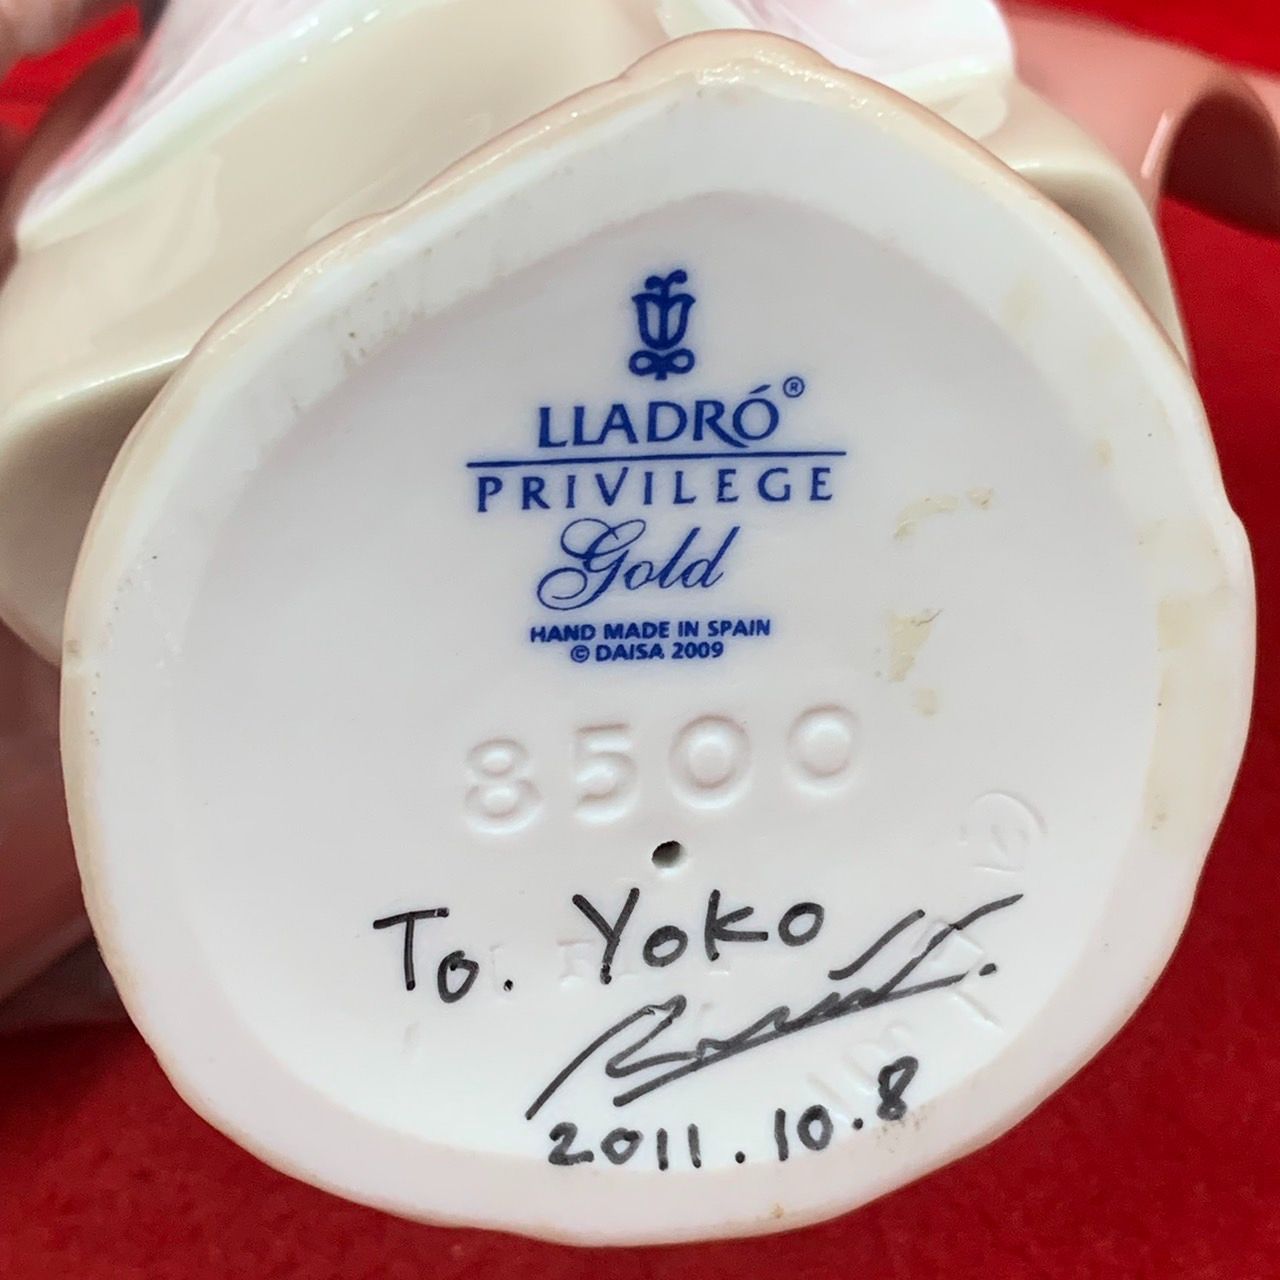 LLADRÓ®
PRIVILEGE
Gold
HAND MADE IN SPAIN
© DAISA 2009
8500
To. Yoko
2011.10.8